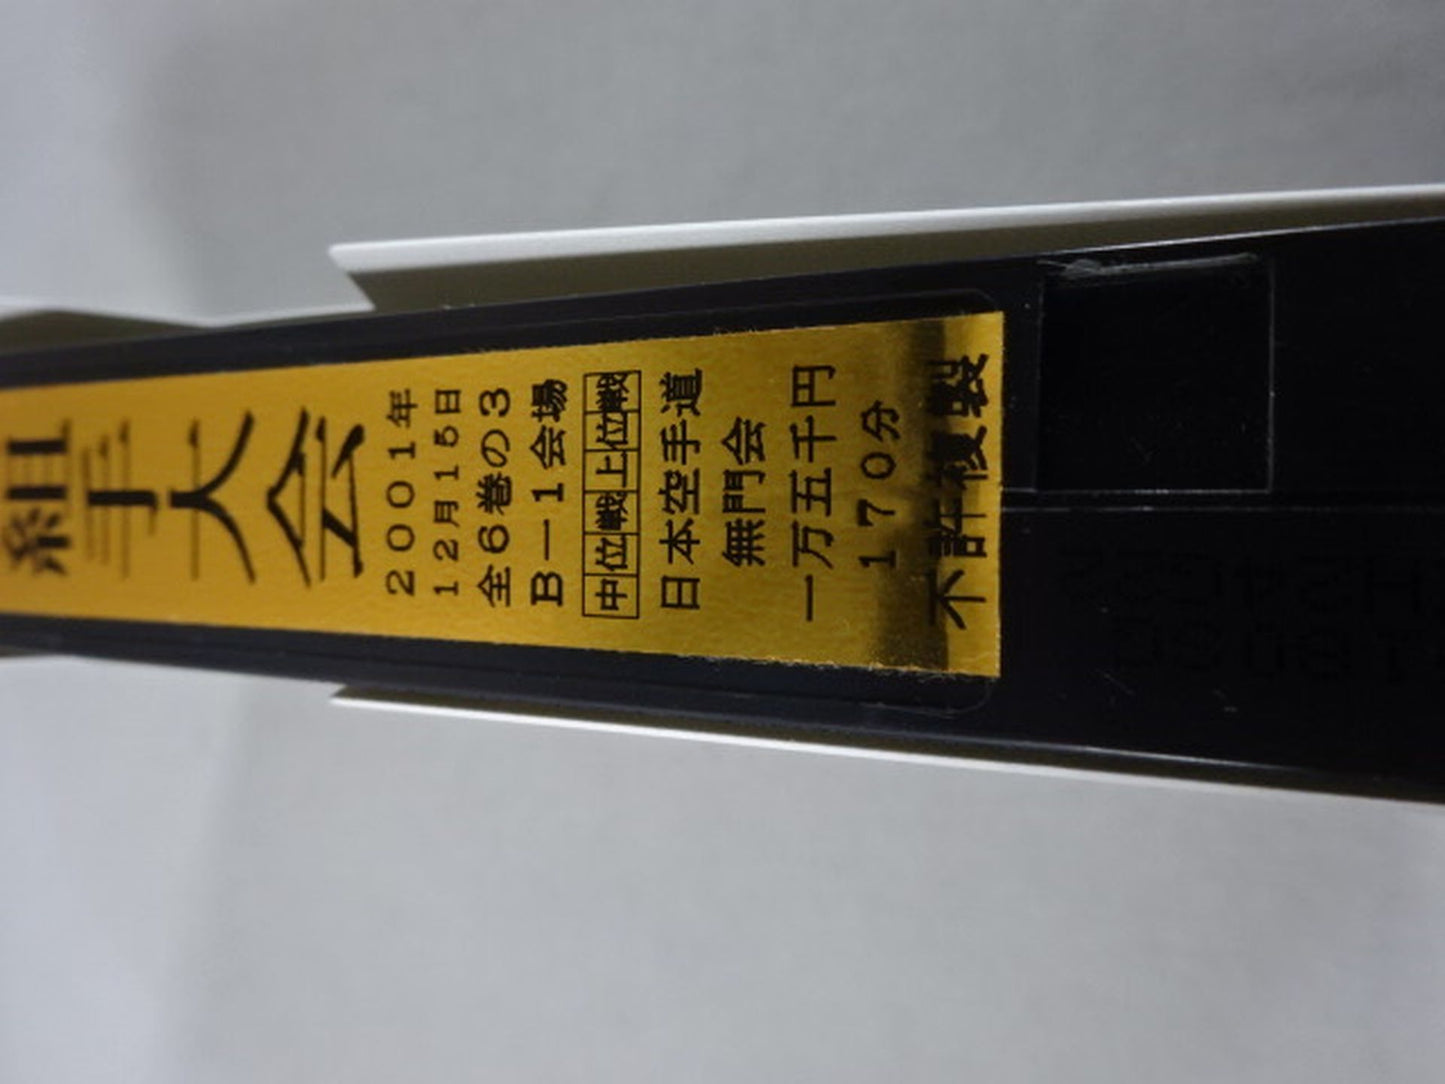 組手大会
2001年
12月15日
全6巻の3
B－1会場
中位戦上位戦
日本空手道
無門会
一万五千円
170分
不許複製